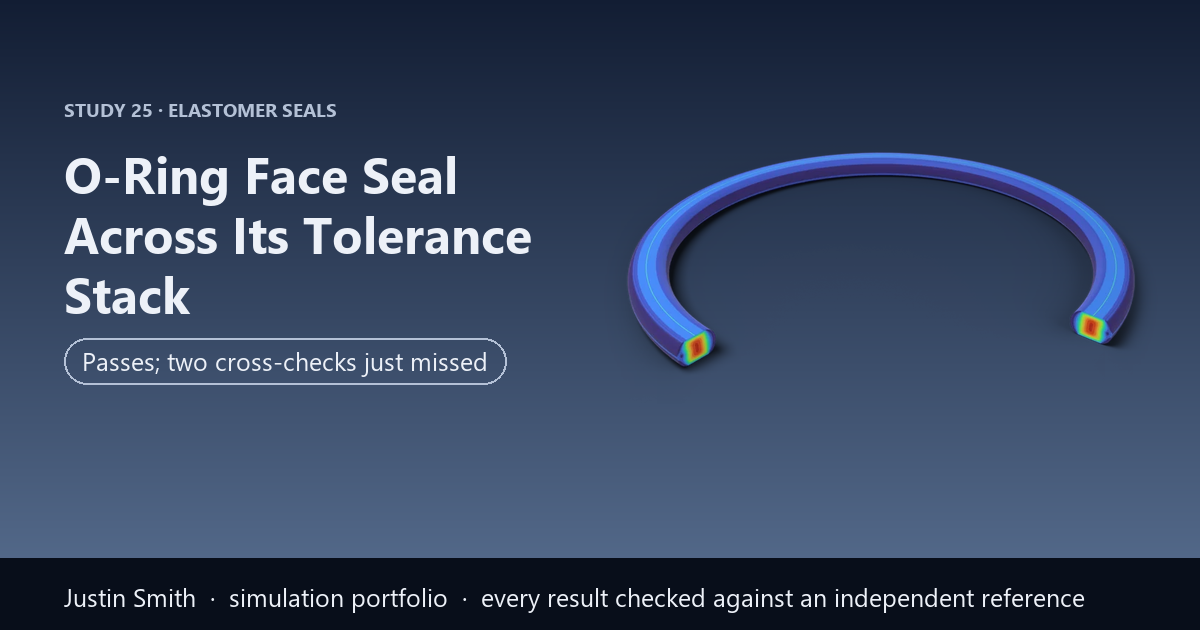 STUDY 25 · ELASTOMER SEALS
O-Ring Face Seal
Across Its Tolerance
Stack
Passes; two cross-checks just missed
Justin Smith · simulation portfolio · every result checked against an independent reference